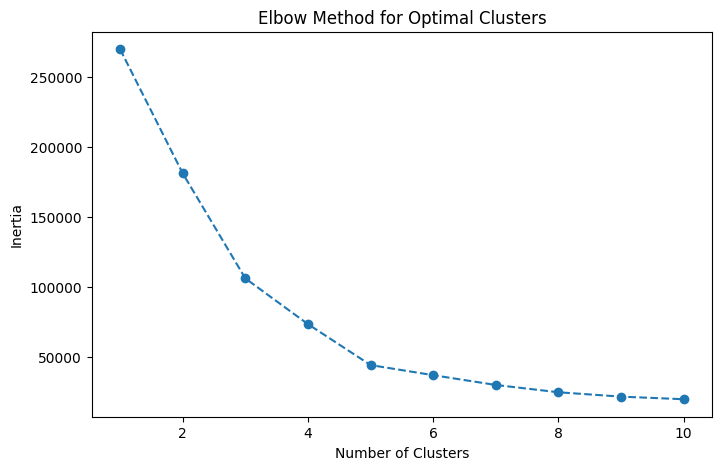 Elbow Method for Optimal Clusters
250000
200000
150000
100000
50000
Inertia
2 4 6 8 10
Number of Clusters